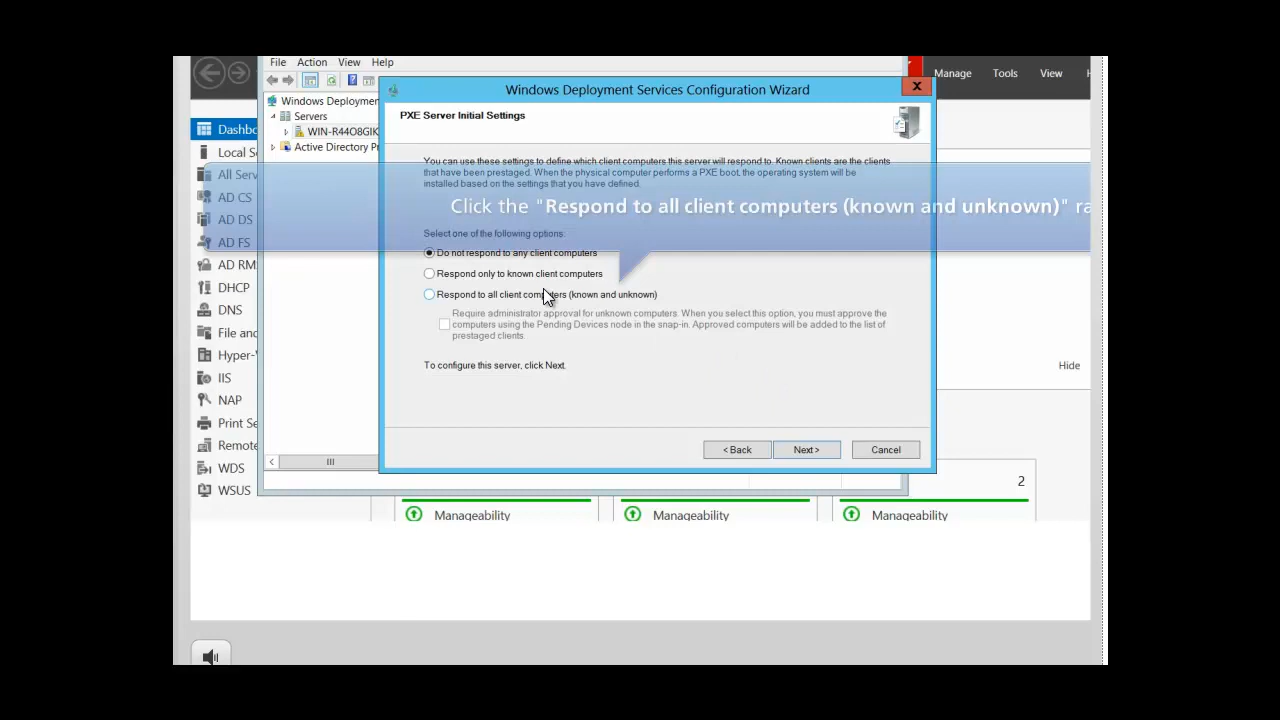 File Action View Help
Manage Tools View
Windows Deployment Services Configuration Wizard
x
Windows Deploymen
Servers
WIN-R44O8GIK
Active Directory P
PXE Server Initial Settings
You can use these settings to define which client computers this server will respond to. Known clients are the clients
that have been prestaged. When the physical computer performs a PXE boot, the operating system will be
installed based on the settings that you have defined.
Click the "Respond to all client computers (known and unknown)" ra
Select one of the following options:
Do not respond to any client computers
Respond only to known client computers
Respond to all client computers (known and unknown)
Require administrator approval for unknown computers. When you select this option, you must approve the
computers using the Pending Devices node in the snap-in. Approved computers will be added to the list of
prestaged clients.
To configure this server, click Next.
< Back Next > Cancel
Dashbo
Local S
All Serv
AD CS
AD DS
AD FS
AD RM
DHCP
DNS
File and
Hyper-V
IIS
NAP
Print Se
Remote
WDS
WSUS
Hide
2
Manageability Manageability Manageability